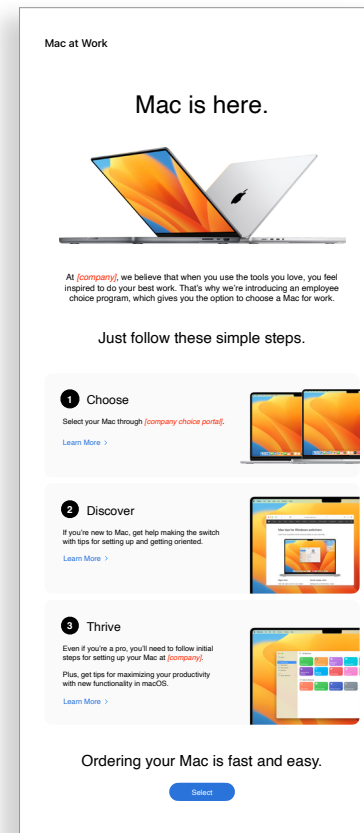 Mac at Work
Mac is here.
At [company], we believe that when you use the tools you love, you feel
inspired to do your best work. That's why we're introducing an employee
choice program, which gives you the option to choose a Mac for work.
Just follow these simple steps.
1 Choose
Select your Mac through [company choice portal].
Learn More >
2 Discover
If you're new to Mac, get help making the switch
with tips for setting up and getting oriented.
Learn More >
Mac tips for Windows switchers
3 Thrive
Even if you're a pro, you'll need to follow initial
steps for setting up your Mac at [company].
Plus, get tips for maximizing your productivity
with new functionality in macOS.
Learn More >
Ordering your Mac is fast and easy.
Select